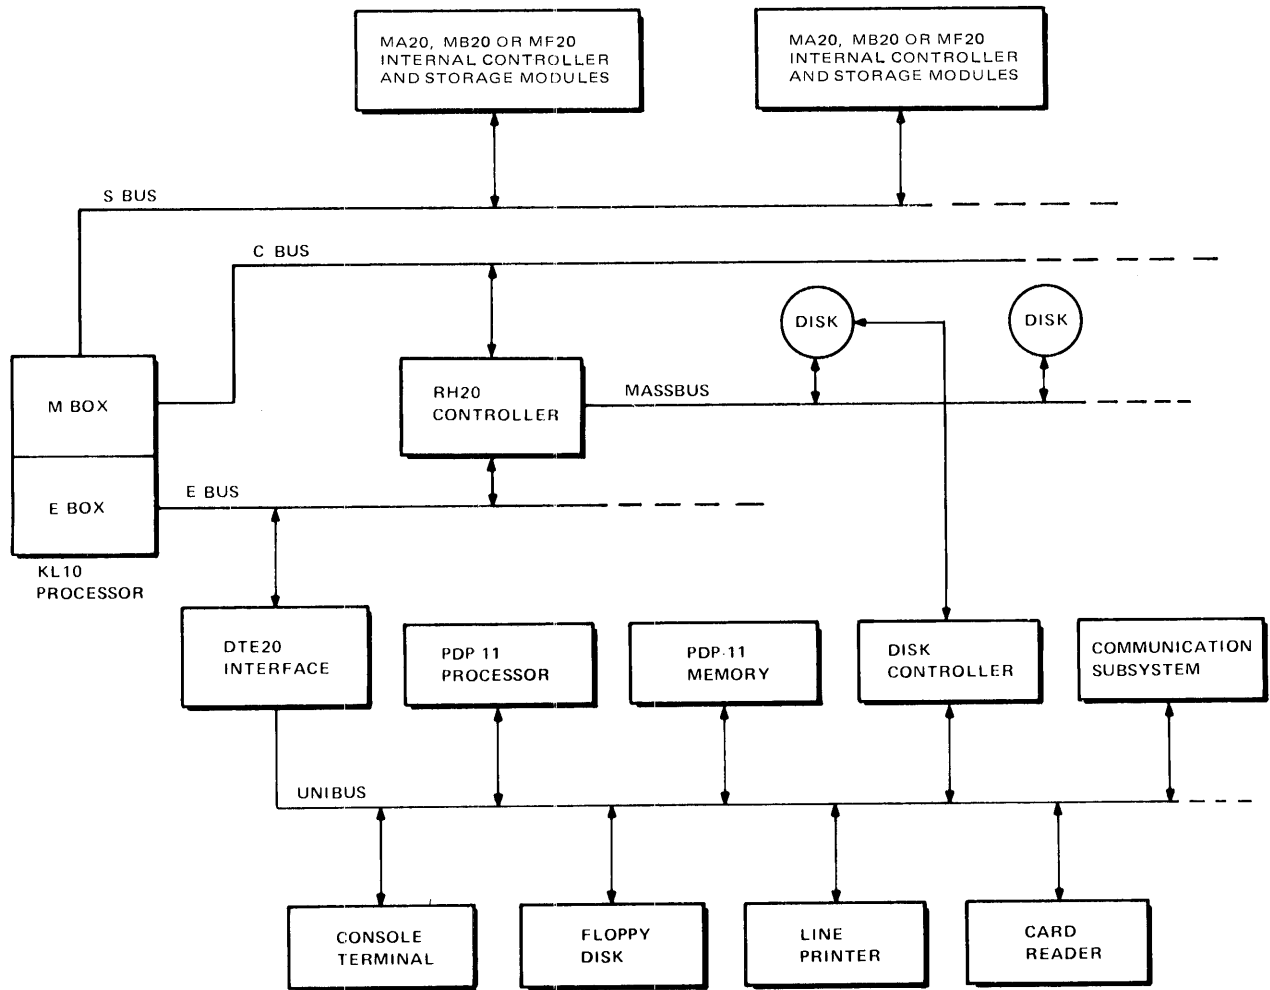 MA20, MB20 OR MF20
INTERNAL CONTROLLER
AND STORAGE MODULES
MA20, MB20 OR MF20
INTERNAL CONTROLLER
AND STORAGE MODULES
S BUS
C BUS
DISK
DISK
M BOX
RH20
CONTROLLER
MASSBUS
E BOX
E BUS
KL10
PROCESSOR
DTE20
INTERFACE
PDP 11
PROCESSOR
PDP-11
MEMORY
DISK
CONTROLLER
COMMUNICATION
SUBSYSTEM
UNIBUS
CONSOLE
TERMINAL
FLOPPY
DISK
LINE
PRINTER
CARD
READER